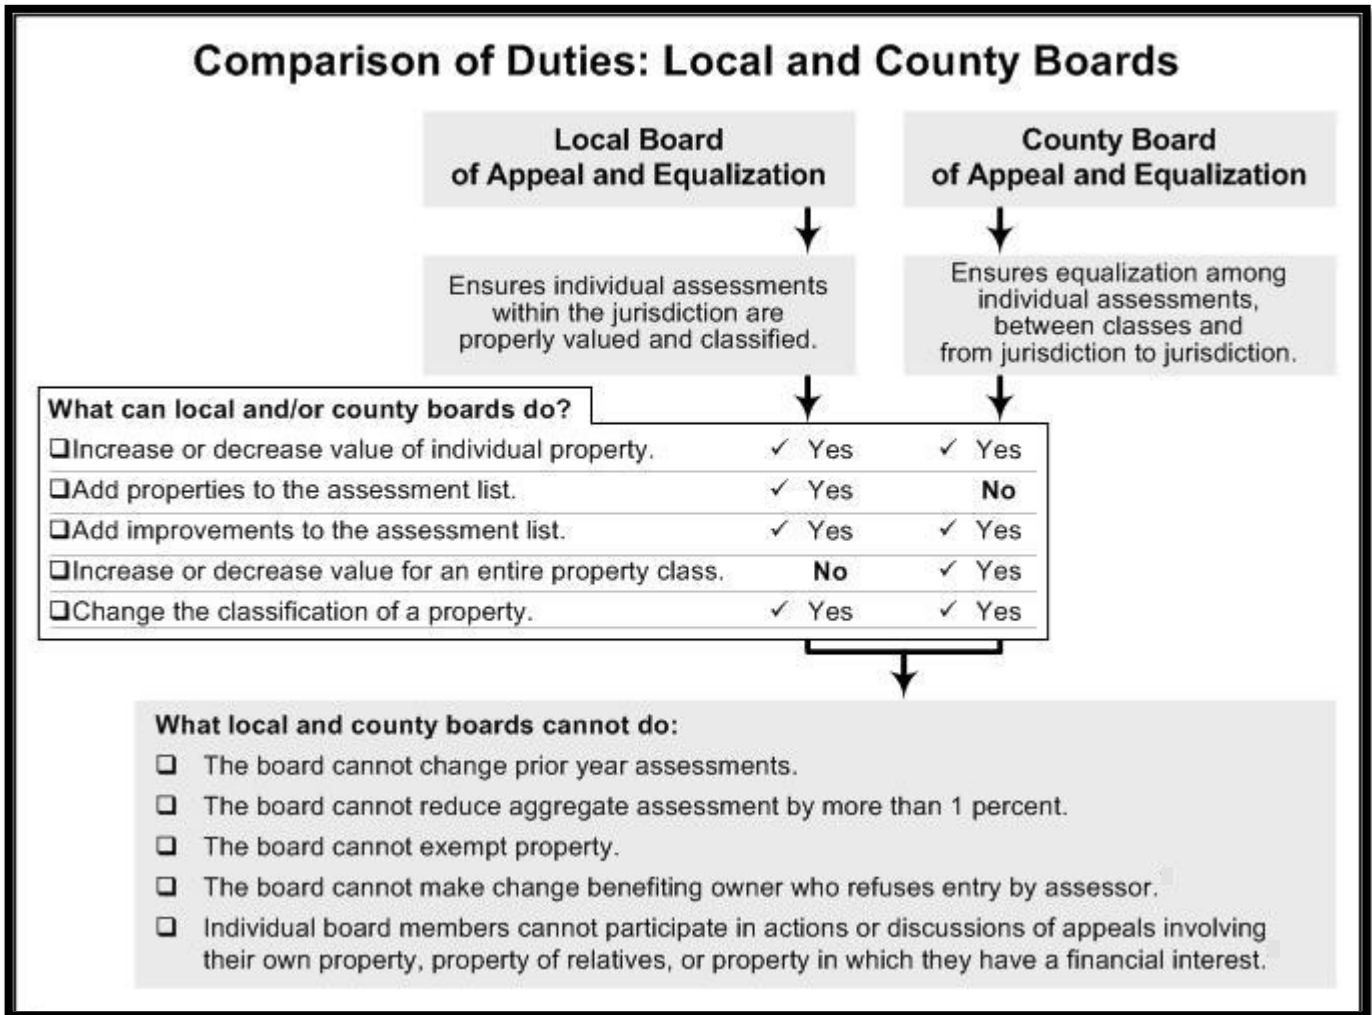 Comparison of Duties: Local and County Boards
Local Board
of Appeal and Equalization
County Board
of Appeal and Equalization
Ensures individual assessments
within the jurisdiction are
properly valued and classified.
Ensures equalization among
individual assessments,
between classes and
from jurisdiction to jurisdiction.
What can local and/or county boards do?
❑Increase or decrease value of individual property. ✓ Yes ✓ Yes
❑Add properties to the assessment list. ✓ Yes No
❑Add improvements to the assessment list. ✓ Yes ✓ Yes
❑Increase or decrease value for an entire property class. No ✓ Yes
❑Change the classification of a property. ✓ Yes ✓ Yes
What local and county boards cannot do:
❑ The board cannot change prior year assessments.
❑ The board cannot reduce aggregate assessment by more than 1 percent.
❑ The board cannot exempt property.
❑ The board cannot make change benefiting owner who refuses entry by assessor.
❑ Individual board members cannot participate in actions or discussions of appeals involving
their own property, property of relatives, or property in which they have a financial interest.